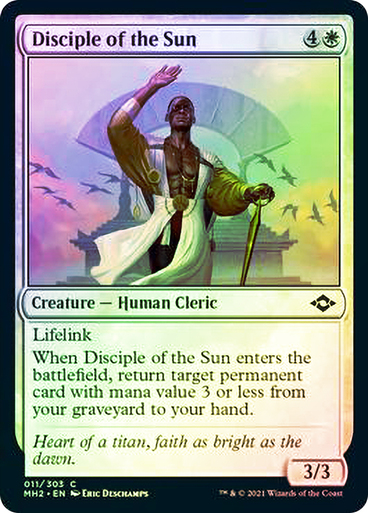 Disciple of the Sun 4
Creature — Human Cleric
Lifelink
When Disciple of the Sun enters the
battlefield, return target permanent
card with mana value 3 or less from
your graveyard to your hand.
Heart of a titan, faith as bright as the
dawn.
3/3
011/303 C
MH2 • EN Eric Deschamps
™ & © 2021 Wizards of the Coast